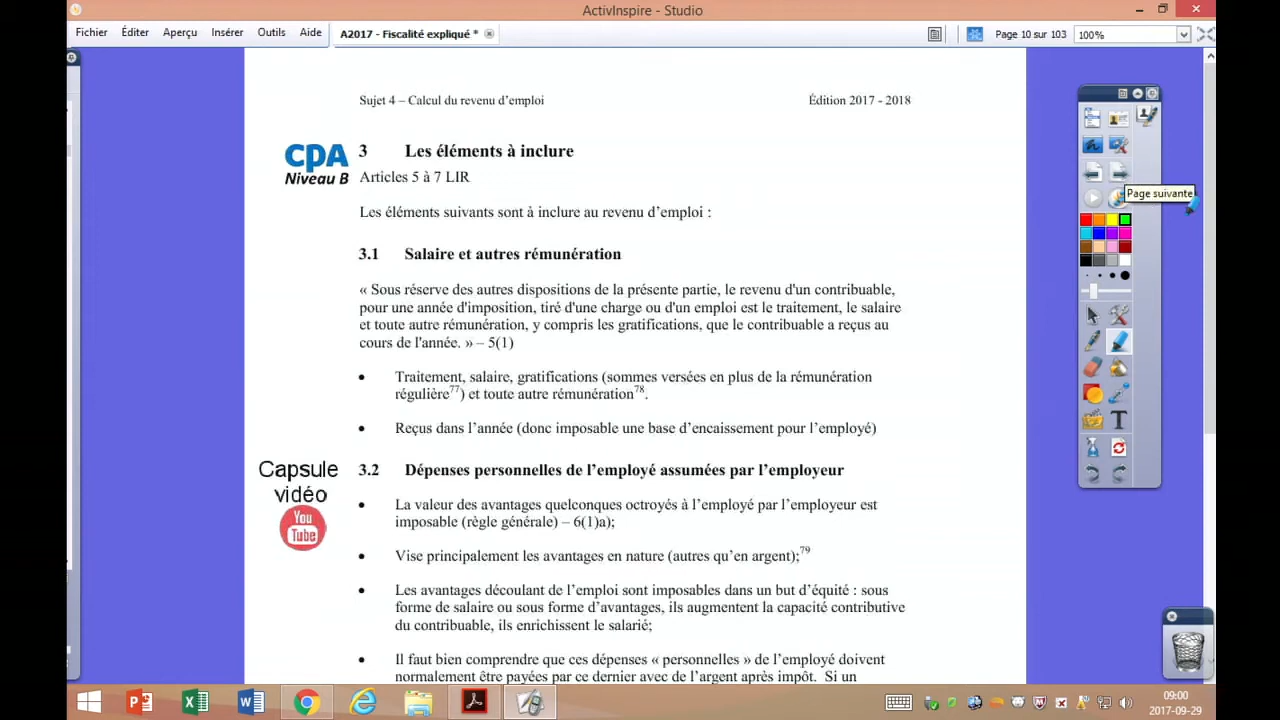 ActivInspire - Studio
Fichier Éditer Aperçu Insérer Outils Aide
A2017 - Fiscalité expliqué *
Page 10 sur 103
100%
Sujet 4 – Calcul du revenu d'emploi
Édition 2017 - 2018
CPA
Niveau B
3 Les éléments à inclure
Articles 5 à 7 LIR
Page suivante
Les éléments suivants sont à inclure au revenu d'emploi :
3.1 Salaire et autres rémunération
« Sous réserve des autres dispositions de la présente partie, le revenu d'un contribuable,
pour une année d'imposition, tiré d'une charge ou d'un emploi est le traitement, le salaire
et toute autre rémunération, y compris les gratifications, que le contribuable a reçus au
cours de l'année. » – 5(1)
• Traitement, salaire, gratifications (sommes versées en plus de la rémunération
régulière77) et toute autre rémunération78.
• Reçus dans l'année (donc imposable une base d'encaissement pour l'employé)
Capsule
vidéo
You
Tube
3.2 Dépenses personnelles de l'employé assumées par l'employeur
• La valeur des avantages quelconques octroyés à l'employé par l'employeur est
imposable (règle générale) – 6(1)a);
• Vise principalement les avantages en nature (autres qu'en argent);79
• Les avantages découlant de l'emploi sont imposables dans un but d'équité : sous
forme de salaire ou sous forme d'avantages, ils augmentent la capacité contributive
du contribuable, ils enrichissent le salarié;
• Il faut bien comprendre que ces dépenses « personnelles » de l'employé doivent
normalement être payées par ce dernier avec de l'argent après impôt. Si un
T
09:00
2017-09-29